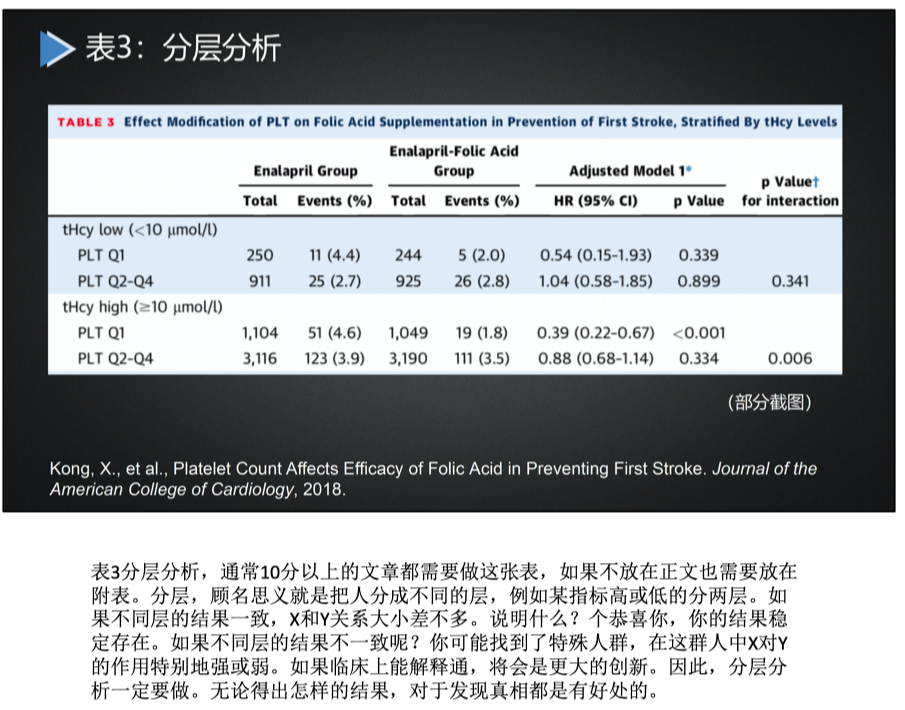 表3：分层分析
TABLE 3 Effect Modification of PLT on Folic Acid Supplementation in Prevention of First Stroke, Stratified By tHcy Levels
Enalapril Group Enalapril-Folic Acid Group Adjusted Model 1* p Value† for interaction
Total Events (%) Total Events (%) HR (95% CI) p Value
tHcy low (<10 μmol/l)
PLT Q1 250 11 (4.4) 244 5 (2.0) 0.54 (0.15–1.93) 0.339
PLT Q2-Q4 911 25 (2.7) 925 26 (2.8) 1.04 (0.58–1.85) 0.899 0.341
tHcy high (≥10 μmol/l)
PLT Q1 1,104 51 (4.6) 1,049 19 (1.8) 0.39 (0.22–0.67) <0.001
PLT Q2-Q4 3,116 123 (3.9) 3,190 111 (3.5) 0.88 (0.68–1.14) 0.334 0.006
（部分截图）
Kong, X., et al., Platelet Count Affects Efficacy of Folic Acid in Preventing First Stroke. Journal of the
American College of Cardiology, 2018.
表3分层分析，通常10分以上的文章都需要做这张表，如果不放在正文也需要放在
附表。分层，顾名思义就是把人分成不同的层，例如某指标高或低的分两层。如
果不同层的结果一致，X和Y关系大小差不多。说明什么？个恭喜你，你的结果稳
定存在。如果不同层的结果不一致呢？你可能找到了特殊人群，在这群人中X对Y
的作用特别地强或弱。如果临床上能解释通，将会是更大的创新。因此，分层分
析一定要做。无论得出怎样的结果，对于发现真相都是有好处的。